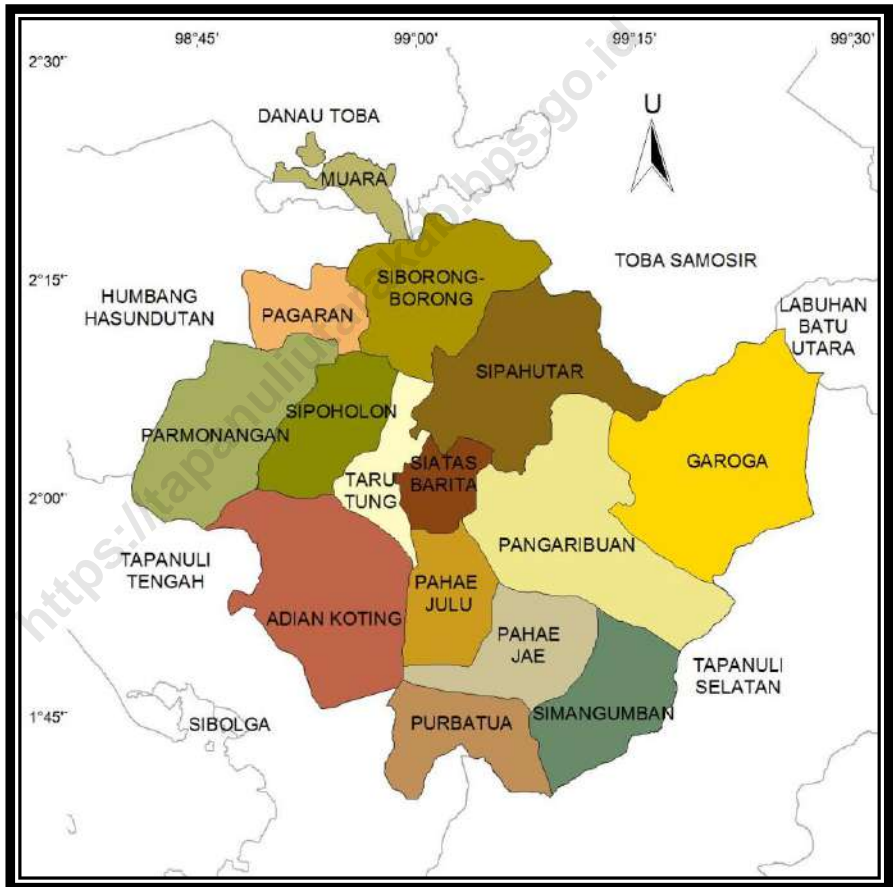 98°45'
99°00'
99°15'
99°30'
2°30'
U
DANAU TOBA
MUARA
TOBA SAMOSIR
2°15'
SIBORONG-
BORONG
HUMBANG
HASUNDUTAN
PAGARAN
LABUHAN
BATU
UTARA
SIPAHUTAR
SIPOHOLON
PARMONANGAN
GAROGA
SIATAS
BARITA
TARU
TUNG
2°00'
PANGARIBUAN
TAPANULI
TENGAH
PAHAE
JULU
ADIAN KOTING
PAHAE
JAE
TAPANULI
SELATAN
1°45'
SIBOLGA
PURBATUA
SIMANGUMBAN
https://tapanuliutarakab.bps.go.id